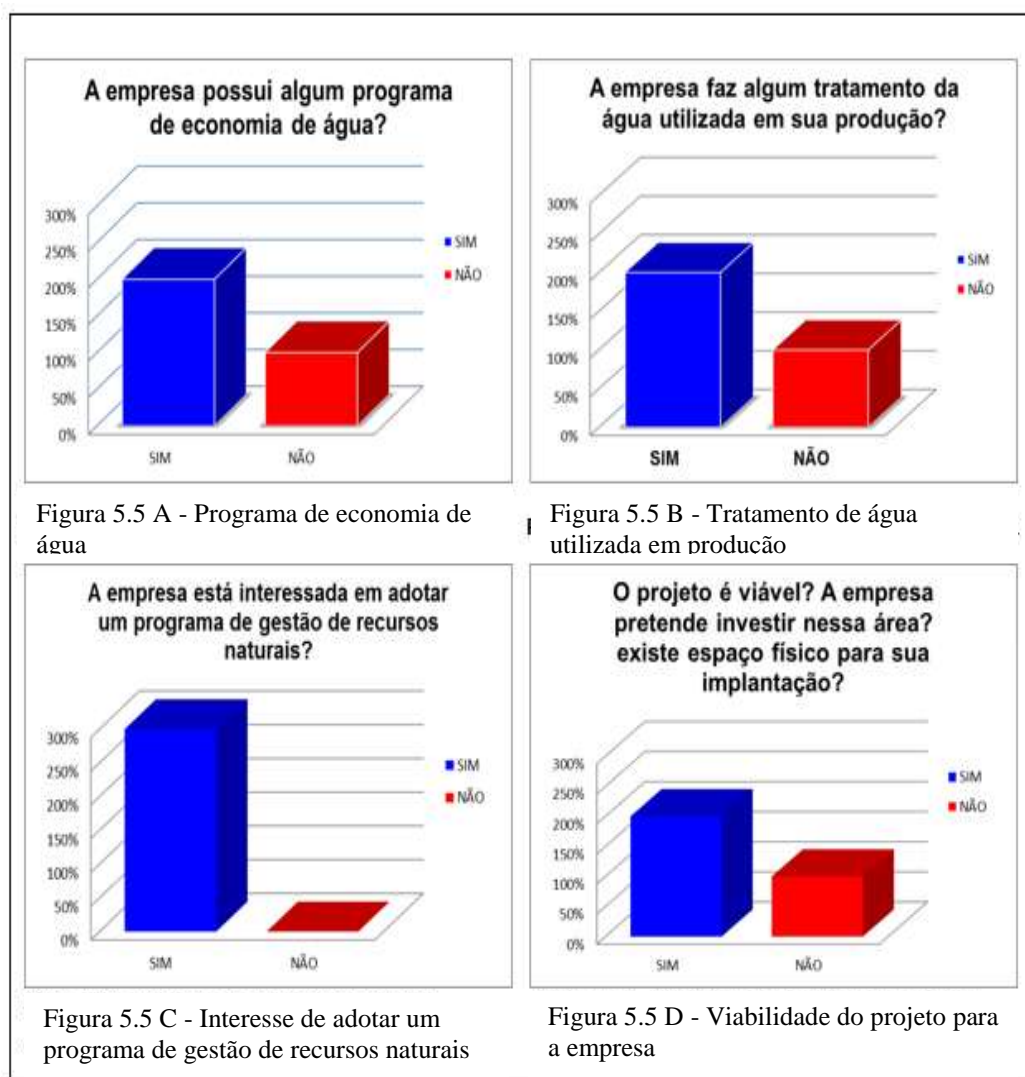 A empresa possui algum programa
de economia de água?
300%
250%
200%
150%
100%
50%
0%
SIM
NÃO
SIM
NÃO
Figura 5.5 A - Programa de economia de
água
A empresa faz algum tratamento da
água utilizada em sua produção?
300%
250%
200%
150%
100%
50%
0%
SIM
NÃO
SIM
NÃO
Figura 5.5 B - Tratamento de água
utilizada em produção
A empresa está interessada em adotar
um programa de gestão de recursos
naturais?
300%
250%
200%
150%
100%
50%
0%
SIM
NÃO
SIM
NÃO
Figura 5.5 C - Interesse de adotar um
programa de gestão de recursos naturais
O projeto é viável? A empresa
pretende investir nessa área?
existe espaço físico para sua
implantação?
300%
250%
200%
150%
100%
50%
0%
SIM
NÃO
SIM
NÃO
Figura 5.5 D - Viabilidade do projeto para
a empresa